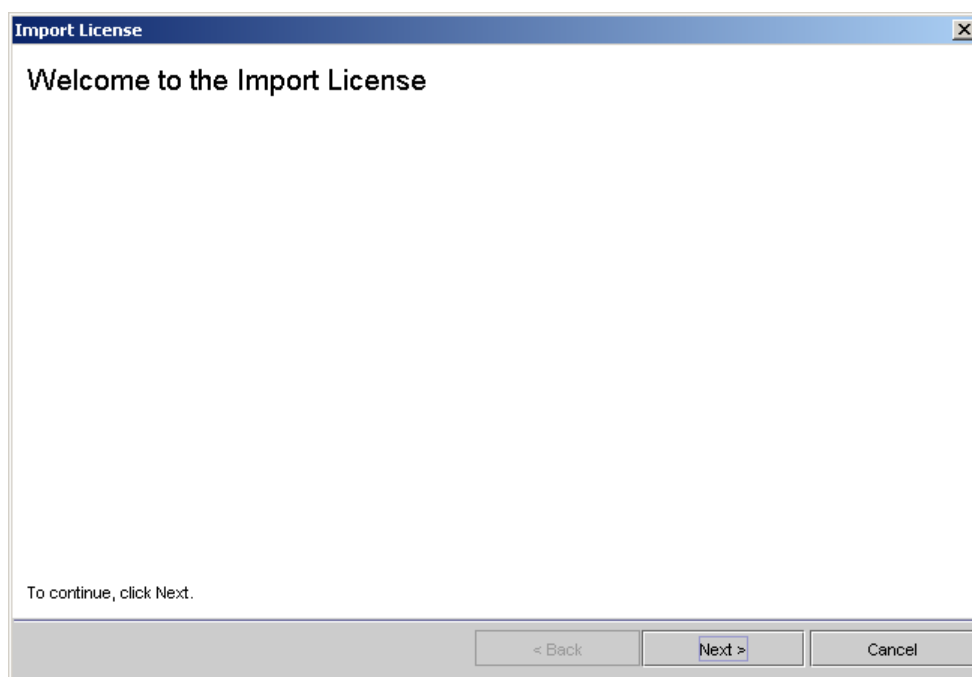 Import License
Welcome to the Import License
To continue, click Next.
< Back
Next >
Cancel